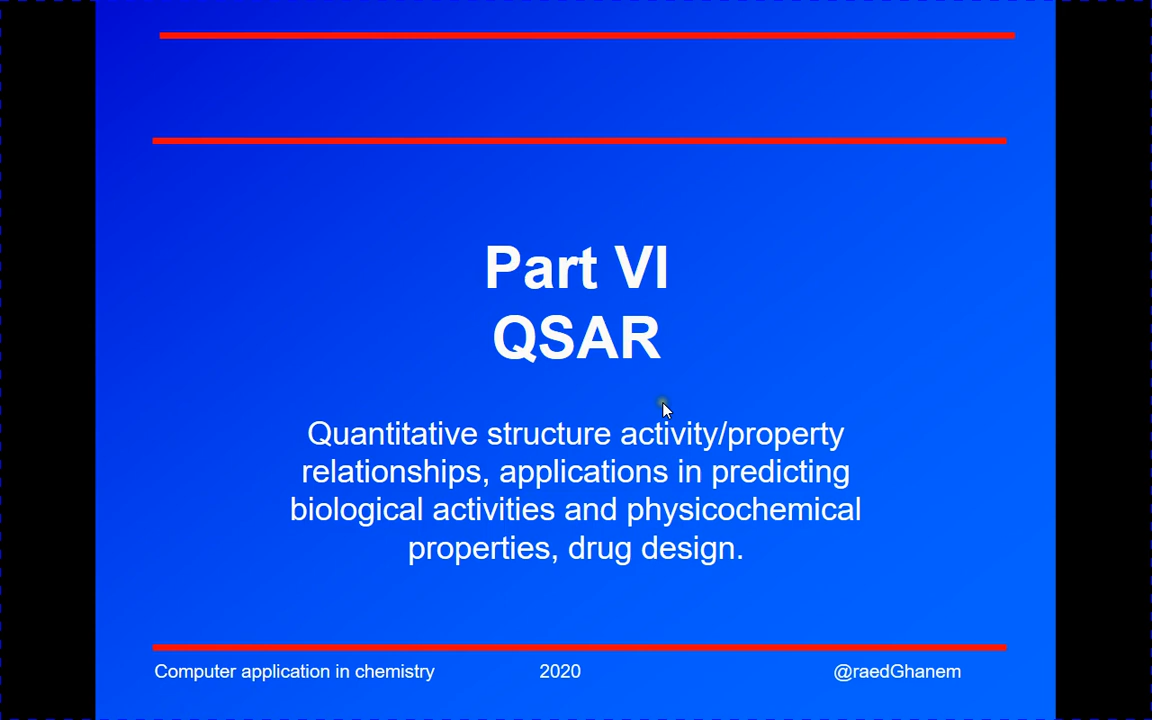 Part VI
QSAR
Quantitative structure activity/property
relationships, applications in predicting
biological activities and physicochemical
properties, drug design.
Computer application in chemistry
2020
@raedGhanem